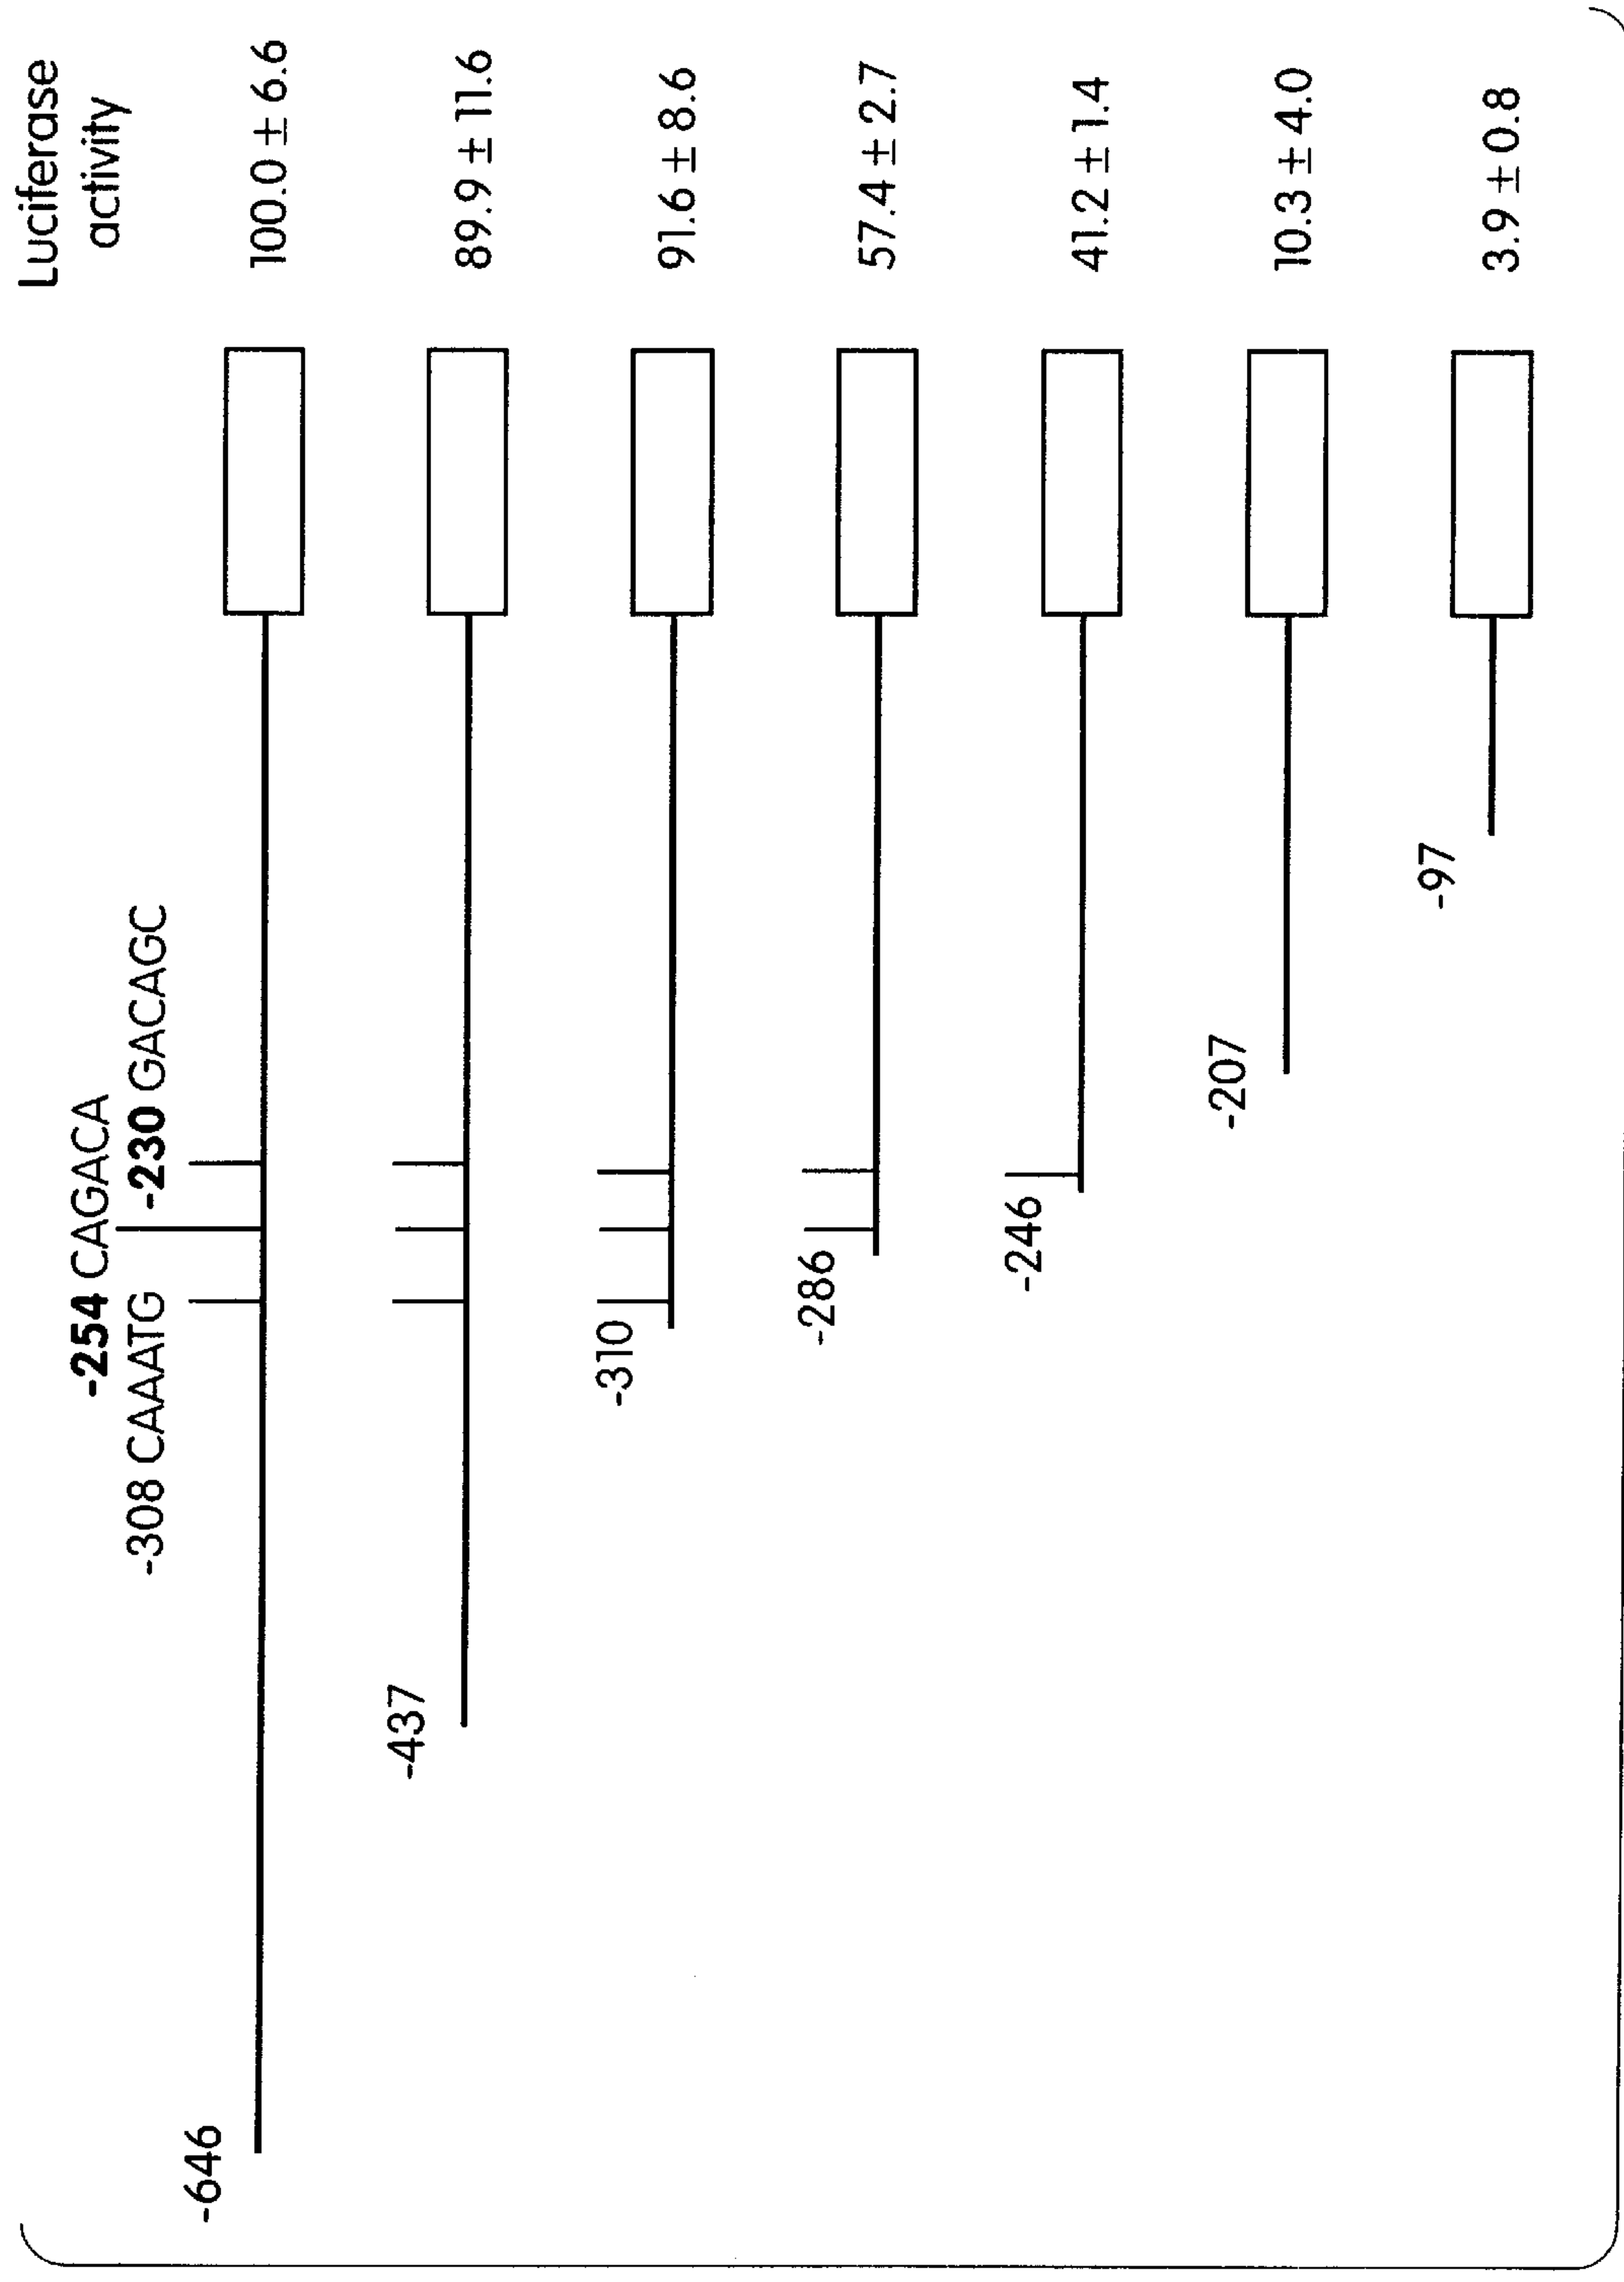 Luciferase
activity
-254 CAGACA
-308 CAATG -230 GACAGC
-646 100.0 ± 6.6
-437 89.9 ± 11.6
-310 91.6 ± 8.6
-286 57.4 ± 2.7
-246 41.2 ± 1.4
-207 10.3 ± 4.0
-97 3.9 ± 0.8